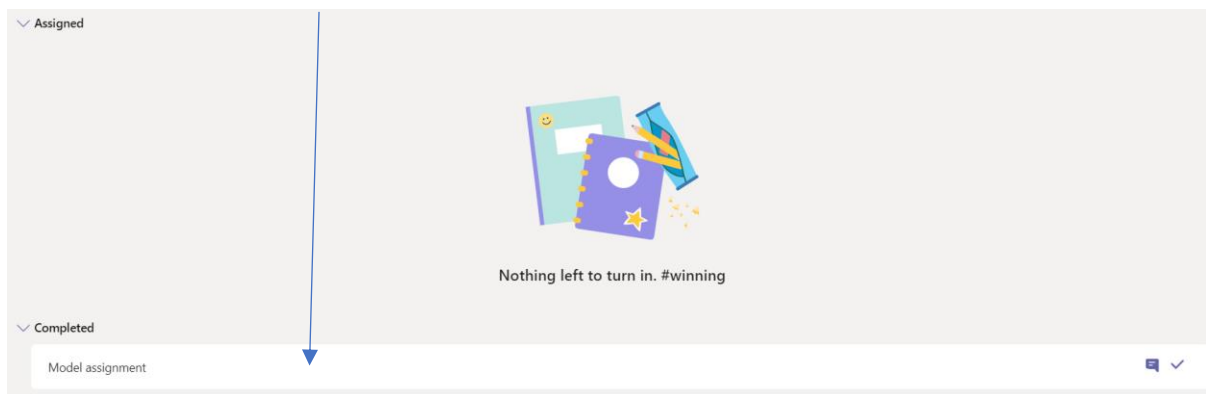 Assigned
Nothing left to turn in. #winning
Completed
Model assignment